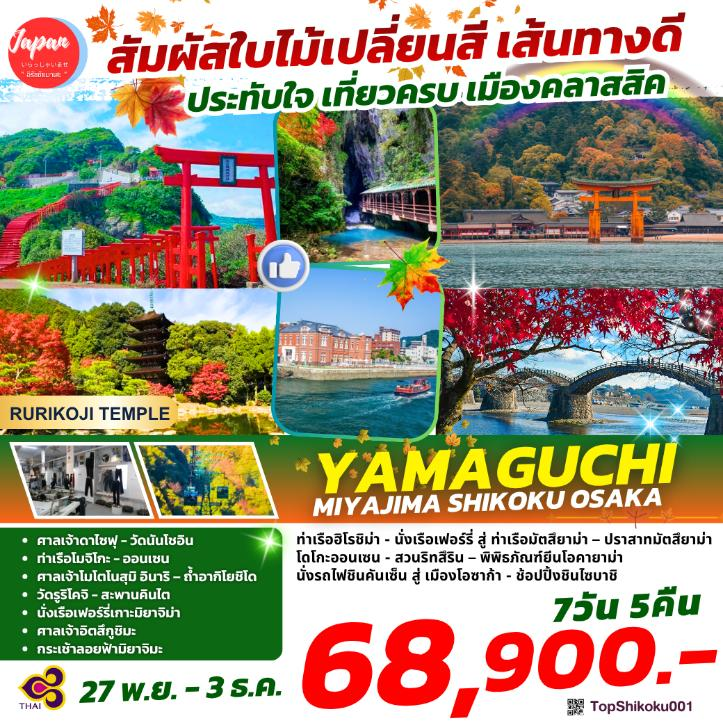 Japan
いらっしゃいませ
" อิรัชชัยมาเสะ "
สัมผัสใบไม้เปลี่ยนสี เส้นทางดี
ประทับใจ เที่ยวครบ เมืองคลาสสิค
RURIKOJI TEMPLE
YAMAGUCHI
MIYAJIMA SHIKOKU OSAKA
• ศาลเจ้าดาไซฟุ - วัดนันโซอิน
• ท่าเรือโมจิโกะ – ออนเซน
• ศาลเจ้าโมโตโนสุมิ อินาริ – ถ้ำอากิโยชิโด
• วัดรูริโคจิ - สะพานคินไต
• นั่งเรือเฟอร์รี่เกาะมิยาจิม่า
• ศาลเจ้าอิตสึกุชิมะ
• กระเช้าลอยฟ้ามิยาจิมะ
ท่าเรือฮิโรชิม่า - นั่งเรือเฟอร์รี่ สู่ ท่าเรือมัตสึยาม่า – ปราสาทมัตสึยาม่า
โดโกะออนเซน - สวนริทสึริน – พิพิธภัณฑ์ยีนโอคายาม่า
นั่งรถไฟชินคันเซ็น สู่ เมืองโอซาก้า - ช้อปปิ้งชินไซบาชิ
7วัน 5คืน
68,900.-
THAI
27 พ.ย. – 3 ธ.ค.
TopShikoku001